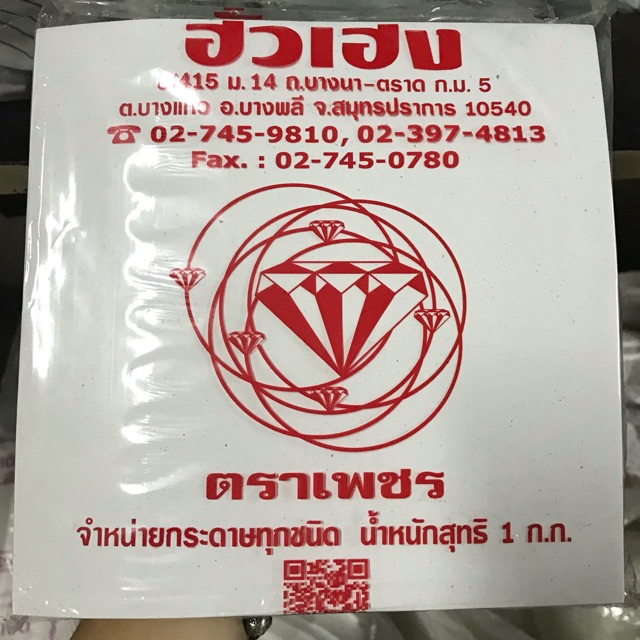 ฮั่วเฮง
415 ม. 14 ถ.บางนา-ตราด ก.ม. 5
ต.บางแก้ว อ.บางพลี จ.สมุทรปราการ 10540
☎ 02-745-9810, 02-397-4813
Fax. : 02-745-0780
ตราเพชร
จำหน่ายกระดาษทุกชนิด น้ำหนักสุทธิ 1 ก.ก.